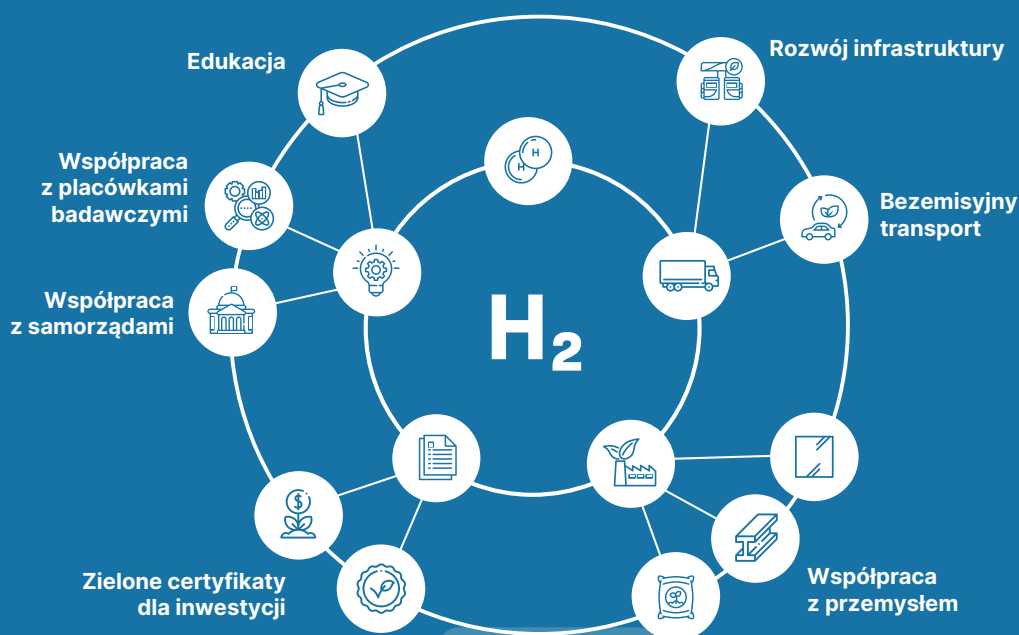 Edukacja
Rozwój infrastruktury
H H
Współpraca
z placówkami
badawczymi
Bezemisyjny
transport
Współpraca
z samorządami
H₂
$
Zielone certyfikaty
dla inwestycji
Współpraca
z przemysłem